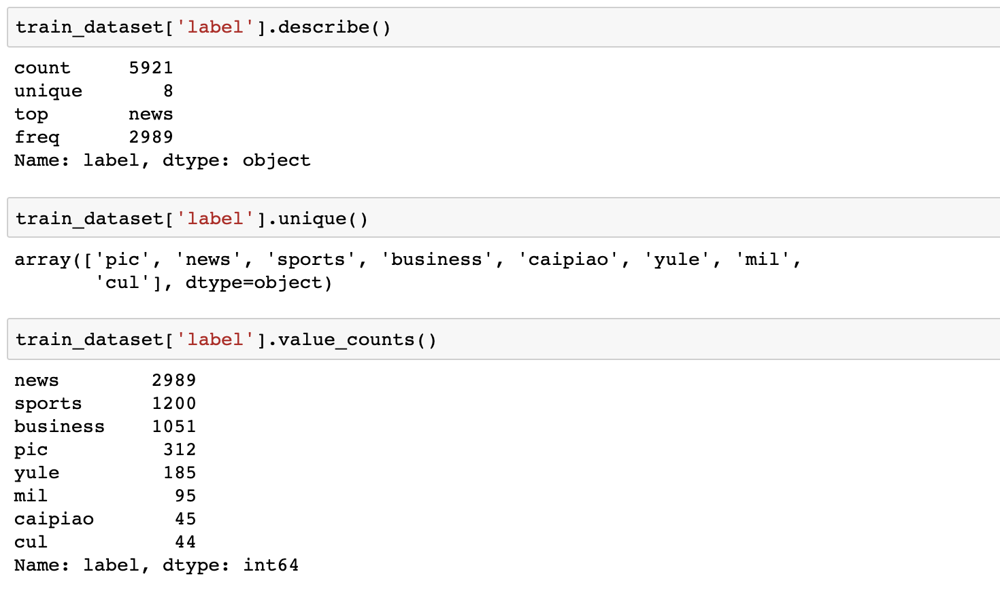 train_dataset['label'].describe()
count     5921
unique       8
top       news
freq      2989
Name: label, dtype: object
train_dataset['label'].unique()
array(['pic', 'news', 'sports', 'business', 'caipiao', 'yule', 'mil',
       'cul'], dtype=object)
train_dataset['label'].value_counts()
news        2989
sports      1200
business    1051
pic          312
yule         185
mil           95
caipiao       45
cul           44
Name: label, dtype: int64